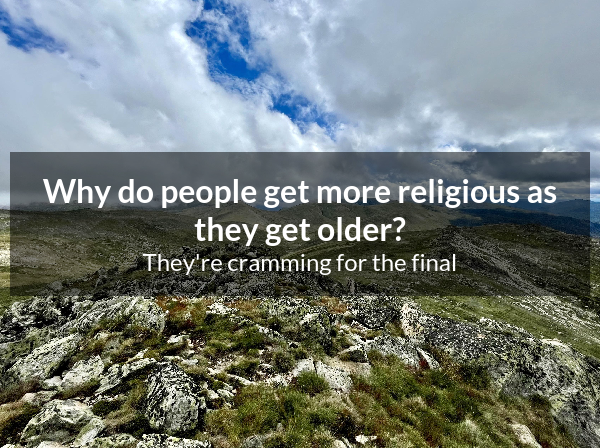 Why do people get more religious as
they get older?
They're cramming for the final